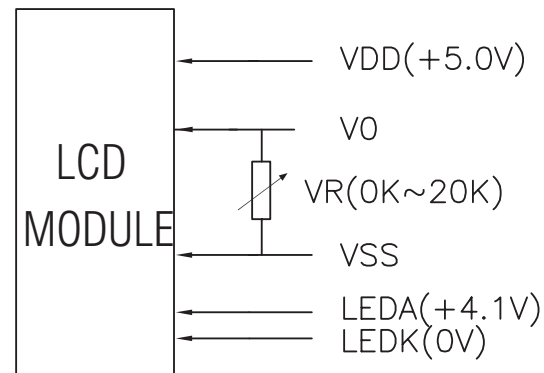 VDD(+5.0V)
V0
LCD
MODULE
VR(0K~20K)
VSS
LEDA(+4.1V)
LEDK(0V)